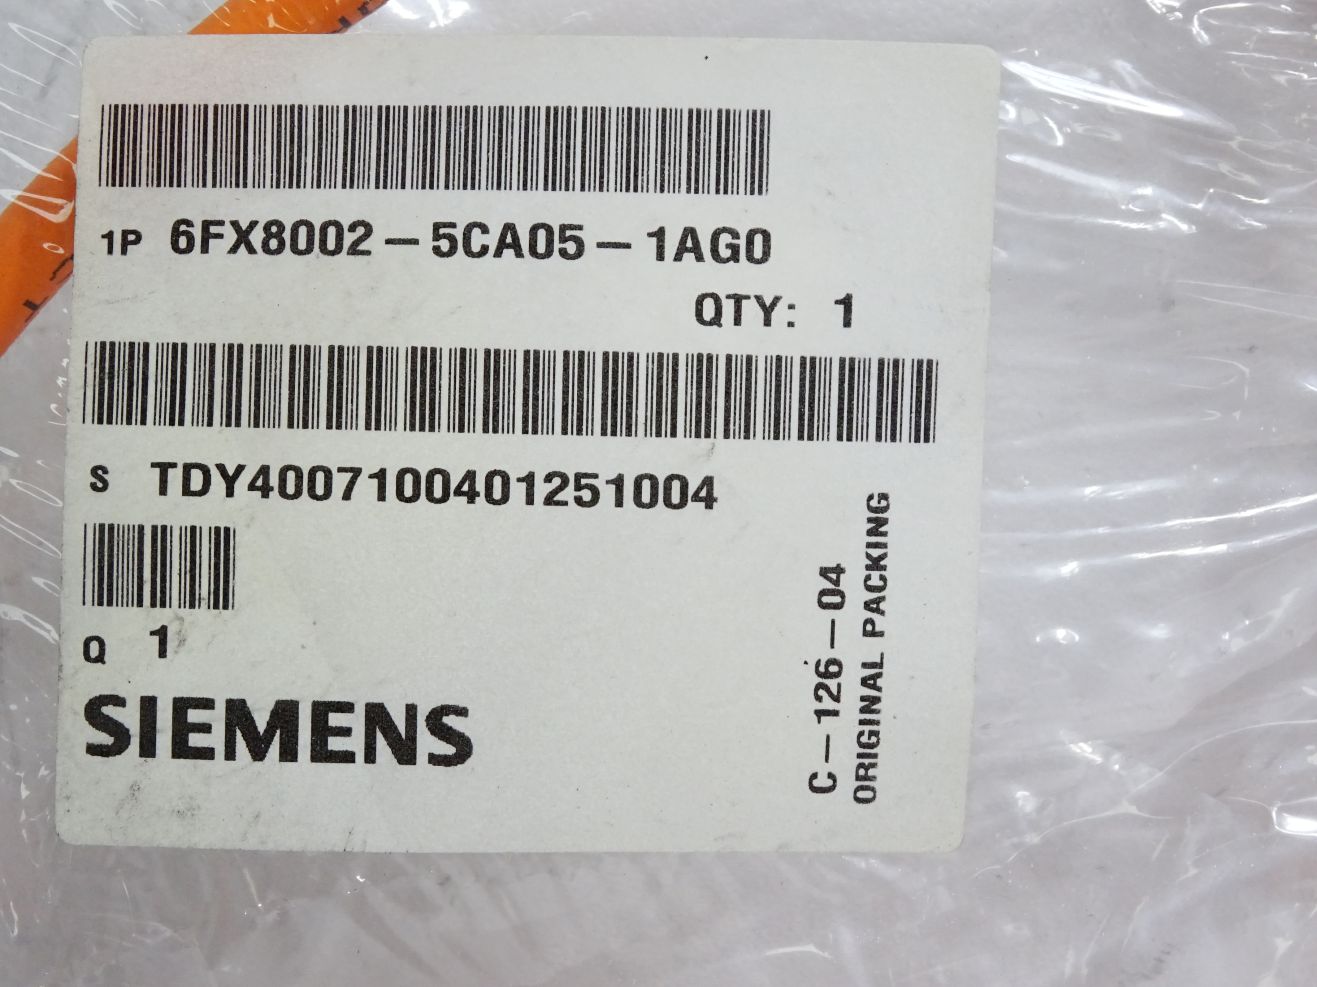 1P 6FX8002-5CA05-1AG0
QTY: 1
S TDY4007100401251004
Q 1
SIEMENS
C-126-04
ORIGINAL PACKING